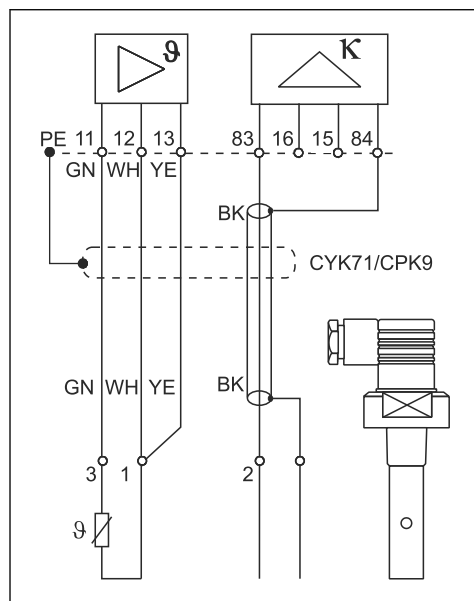 ϑ κ
PE 11 12 13 83 16 15 84
GN WH YE
BK
CYK71/CPK9
GN WH YE BK
3 1 2
ϑ